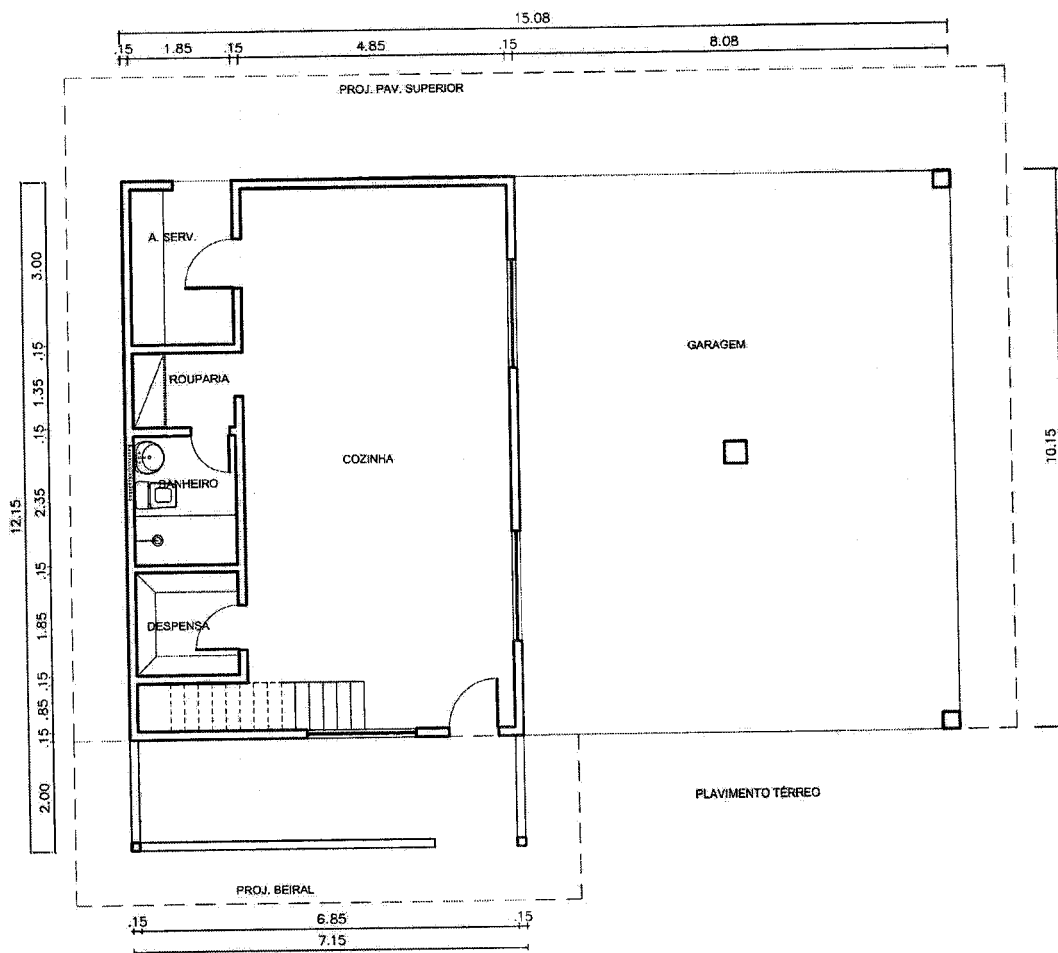 15.08
.15 1.85 .15 4.85 .15 8.08
PROJ. PAV. SUPERIOR
A. SERV.
3.00
GARAGEM
.15
ROUPARIA
1.35
.15
10.15
COZINHA
BANHEIRO
2.35
12.15
.15
DESPENSA
1.85
.15
.85
.15
2.00
PLAVIMENTO TÉRREO
PROJ. BEIRAL
.15 6.85 .15
7.15